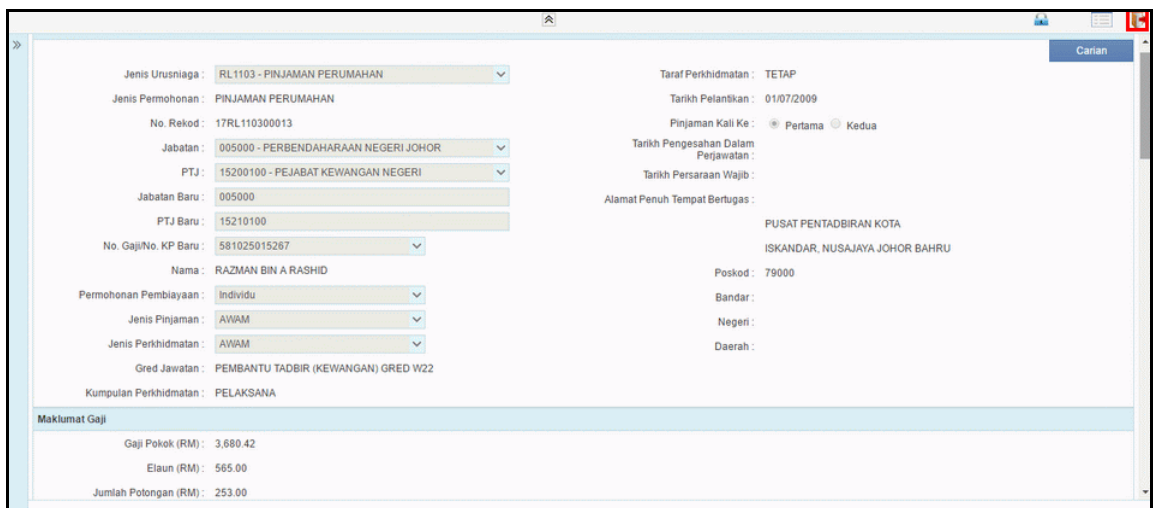 Carian
Jenis Urusniaga : RL1103 - PINJAMAN PERUMAHAN
Jenis Permohonan : PINJAMAN PERUMAHAN
No. Rekod : 17RL110300013
Jabatan : 005000 - PERBENDAHARAAN NEGERI JOHOR
PTJ : 15200100 - PEJABAT KEWANGAN NEGERI
Jabatan Baru : 005000
PTJ Baru : 15210100
No. Gaji/No. KP Baru : 581025015267
Nama : RAZMAN BIN A RASHID
Permohonan Pembiayaan : Individu
Jenis Pinjaman : AWAM
Jenis Perkhidmatan : AWAM
Gred Jawatan : PEMBANTU TADBIR (KEWANGAN) GRED W22
Kumpulan Perkhidmatan : PELAKSANA
Taraf Perkhidmatan : TETAP
Tarikh Pelantikan : 01/07/2009
Pinjaman Kali Ke : Pertama Kedua
Tarikh Pengesahan Dalam
Perjawatan :
Tarikh Persaraan Wajib :
Alamat Penuh Tempat Bertugas :
PUSAT PENTADBIRAN KOTA
ISKANDAR, NUSAJAYA JOHOR BAHRU
Poskod : 79000
Bandar :
Negeri :
Daerah :
Maklumat Gaji
Gaji Pokok (RM) : 3,680.42
Elaun (RM) : 565.00
Jumlah Potongan (RM) : 253.00